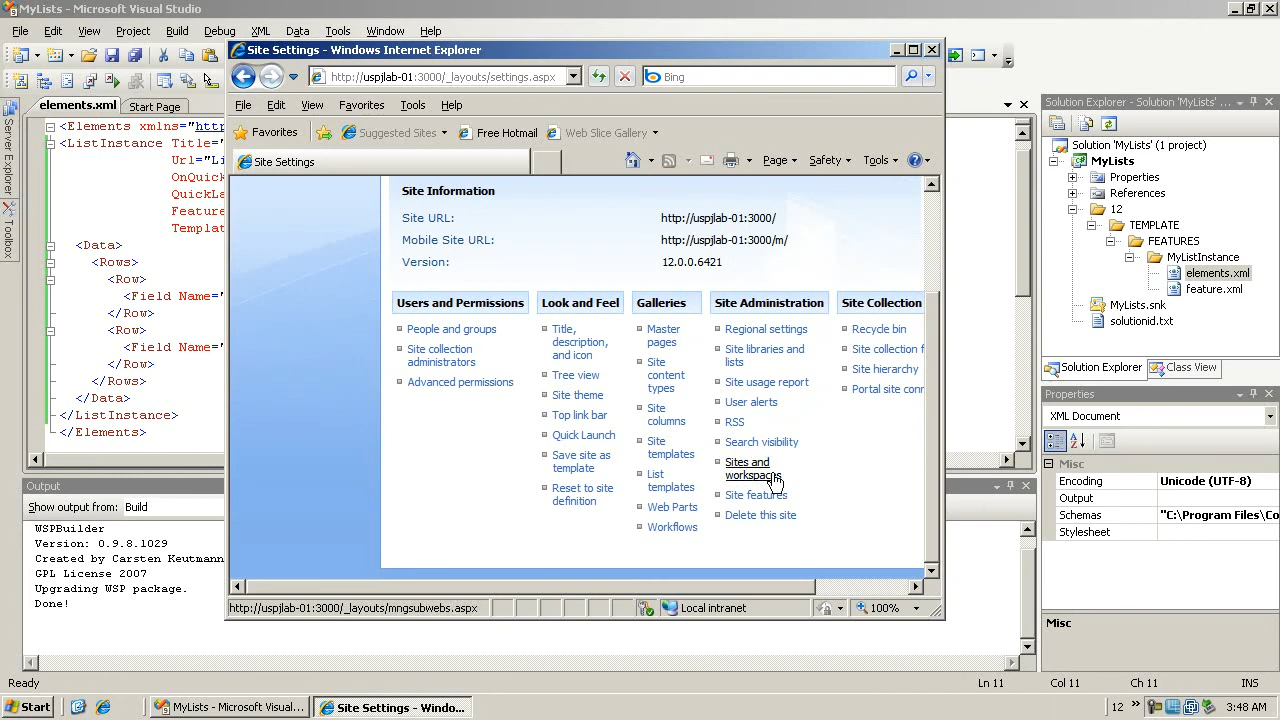 MyLists - Microsoft Visual Studio
File Edit View Project Build Debug XML Data Tools Window Help
elements.xml Start Page
<Elements xmlns="http
<ListInstance Title="
Url="Li
OnQuick
QuickLa
Feature
Templat
<Data>
<Rows>
<Row>
<Field Name="
</Row>
<Row>
<Field Name="
</Row>
</Rows>
</Data>
</ListInstance>
</Elements>
Server Explorer
Toolbox
Site Settings - Windows Internet Explorer
http://uspjlab-01:3000/_layouts/settings.aspx
Bing
File Edit View Favorites Tools Help
Favorites Suggested Sites Free Hotmail Web Slice Gallery
Site Settings
Page Safety Tools
Site Information
Site URL: http://uspjlab-01:3000/
Mobile Site URL: http://uspjlab-01:3000/m/
Version: 12.0.0.6421
Users and Permissions
People and groups
Site collection
administrators
Advanced permissions
Look and Feel
Title,
description,
and icon
Tree view
Site theme
Top link bar
Quick Launch
Save site as
template
Reset to site
definition
Galleries
Master
pages
Site
content
types
Site
columns
Site
templates
List
templates
Web Parts
Workflows
Site Administration
Regional settings
Site libraries and
lists
Site usage report
User alerts
RSS
Search visibility
Sites and
workspaces
Site features
Delete this site
Site Collection
Recycle bin
Site collection f
Site hierarchy
Portal site conn
http://uspjlab-01:3000/_layouts/mngsubwebs.aspx
Local intranet
100%
Solution Explorer - Solution 'MyLists' ...
Solution 'MyLists' (1 project)
MyLists
Properties
References
12
TEMPLATE
FEATURES
MyListInstance
elements.xml
feature.xml
MyLists.snk
solutionid.txt
Solution Explorer Class View
Properties
XML Document
Misc
Encoding Unicode (UTF-8)
Output
Schemas "C:\Program Files\Co
Stylesheet
Misc
Output
Show output from: Build
WSPBuilder
Version: 0.9.8.1029
Created by Carsten Keutmann
GPL License 2007
Upgrading WSP package.
Done!
Ready Ln 11 Col 11 Ch 11 INS
Start MyLists - Microsoft Visual... Site Settings - Windo... 12 3:48 AM